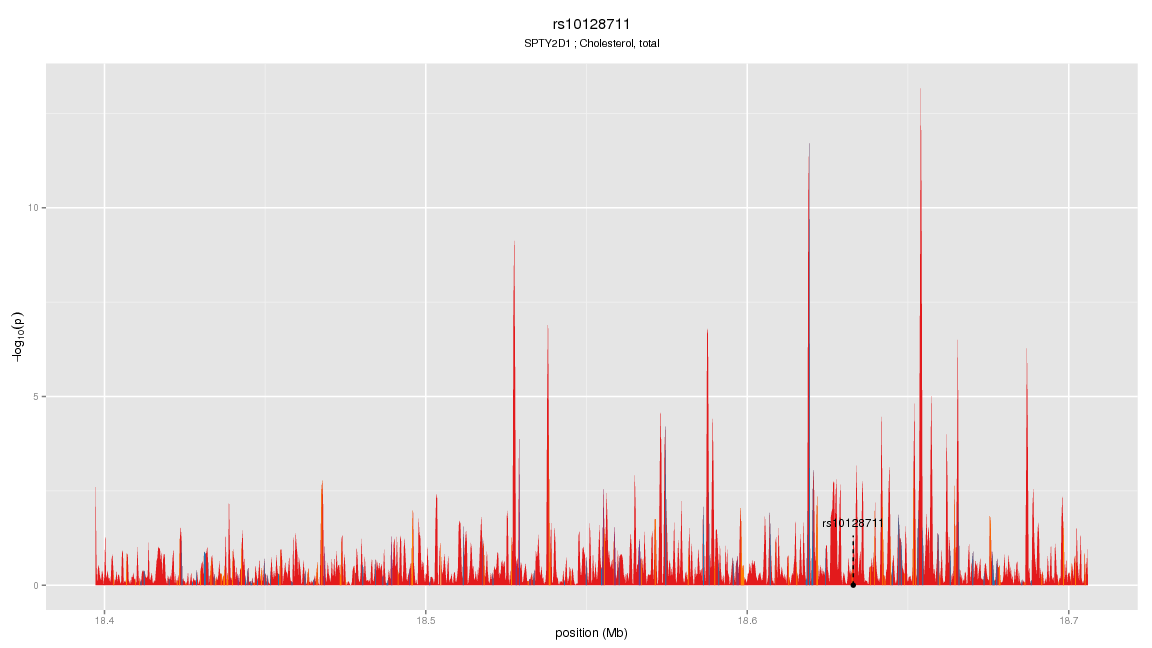 rs10128711
SPTY2D1 ; Cholesterol, total
−log10(p)
10
5
0
rs10128711
18.4 18.5 18.6 18.7
position (Mb)